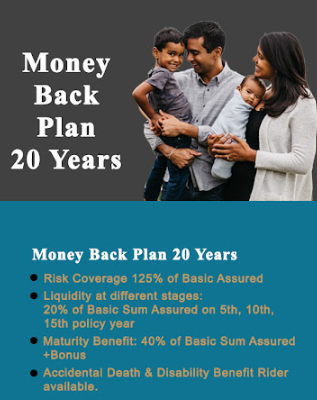 Money
Back
Plan
20 Years
Money Back Plan 20 Years
Risk Coverage 125% of Basic Assured
Liquidity at different stages:
20% of Basic Sum Assured on 5th, 10th,
15th policy year
Maturity Benefit: 40% of Basic Sum Assured
+Bonus
Accidental Death & Disability Benefit Rider
available.